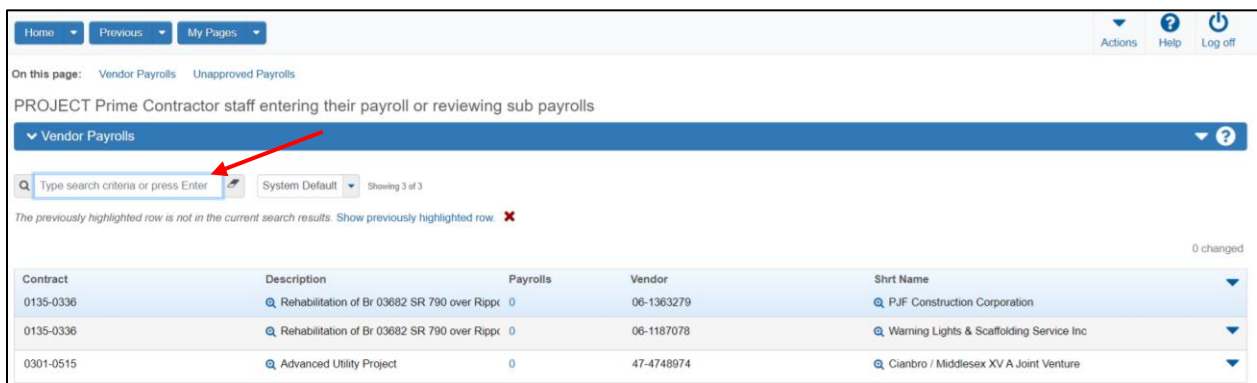 Home Previous My Pages Actions Help Log off
On this page: Vendor Payrolls Unapproved Payrolls
PROJECT Prime Contractor staff entering their payroll or reviewing sub payrolls
Vendor Payrolls ?
Type search criteria or press Enter System Default Showing 3 of 3
The previously highlighted row is not in the current search results. Show previously highlighted row.
0 changed
Contract Description Payrolls Vendor Shrt Name
0135-0336 Rehabilitation of Br 03682 SR 790 over Rippo 0 06-1363279 PJF Construction Corporation
0135-0336 Rehabilitation of Br 03682 SR 790 over Rippo 0 06-1187078 Warning Lights & Scaffolding Service Inc
0301-0515 Advanced Utility Project 0 47-4748974 Cianbro / Middlesex XV A Joint Venture